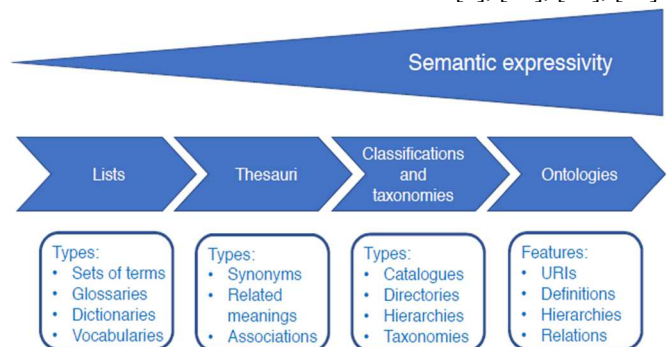 Semantic expressivity
Lists
Thesauri
Classifications
and
taxonomies
Ontologies
Types:
• Sets of terms
• Glossaries
• Dictionaries
• Vocabularies
Types:
• Synonyms
• Related
meanings
• Associations
Types:
• Catalogues
• Directories
• Hierarchies
• Taxonomies
Features:
• URIs
• Definitions
• Hierarchies
• Relations